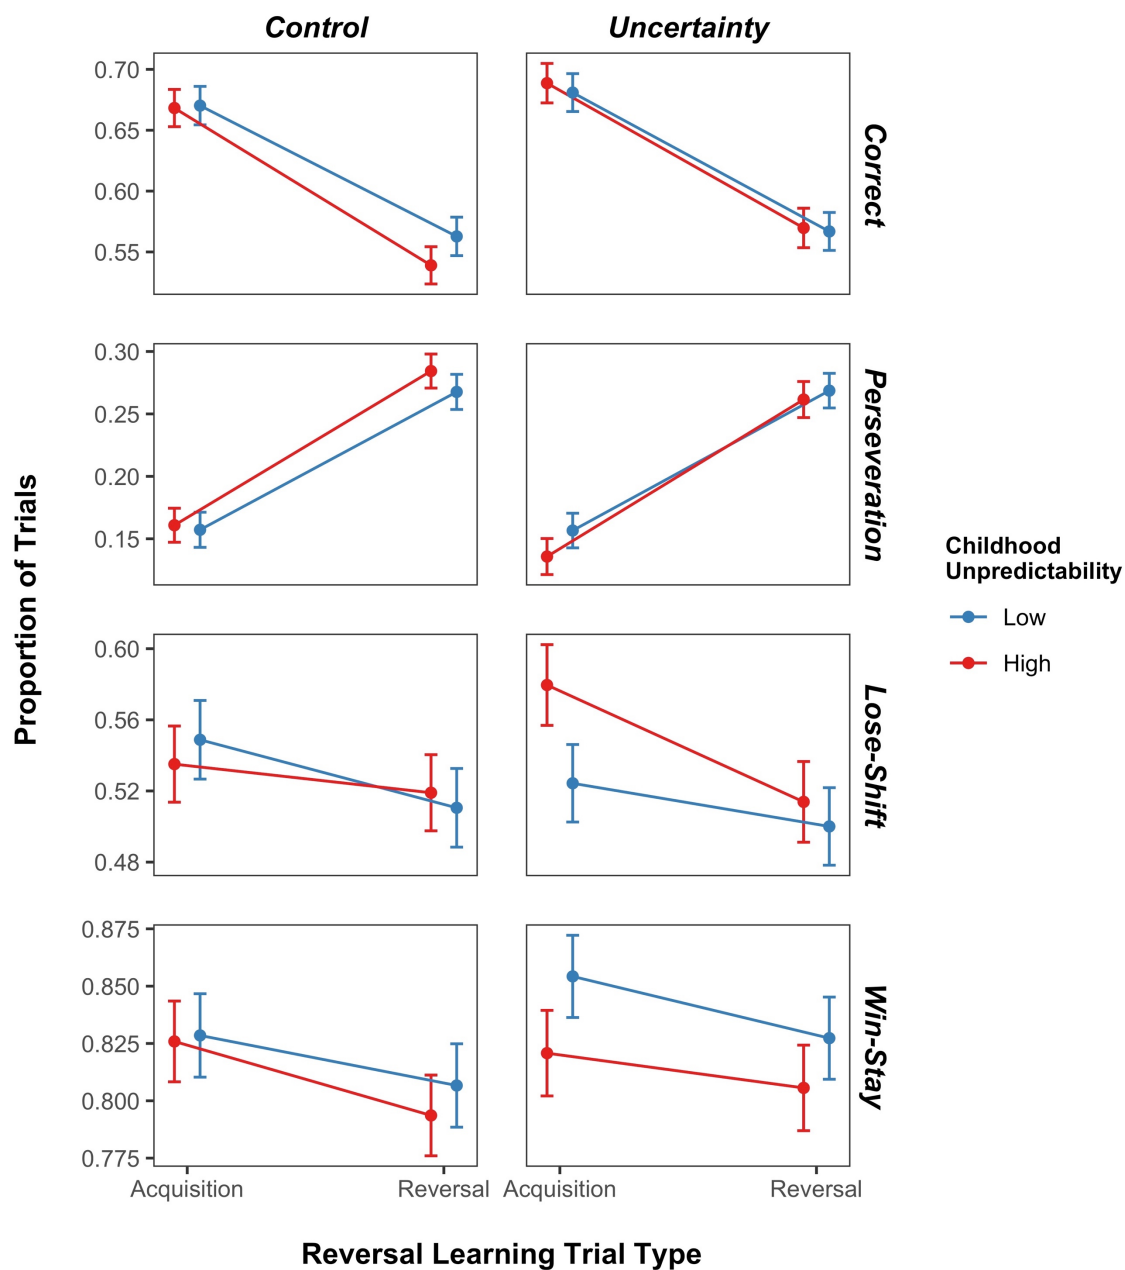 Control
Uncertainty
0.70
0.65
0.60
0.55
Correct
0.30
0.25
0.20
0.15
Perseveration
0.60
0.56
0.52
0.48
Lose-Shift
0.875
0.850
0.825
0.800
0.775
Win-Stay
Acquisition
Reversal
Acquisition
Reversal
Reversal Learning Trial Type
Proportion of Trials
Childhood
Unpredictability
Low
High